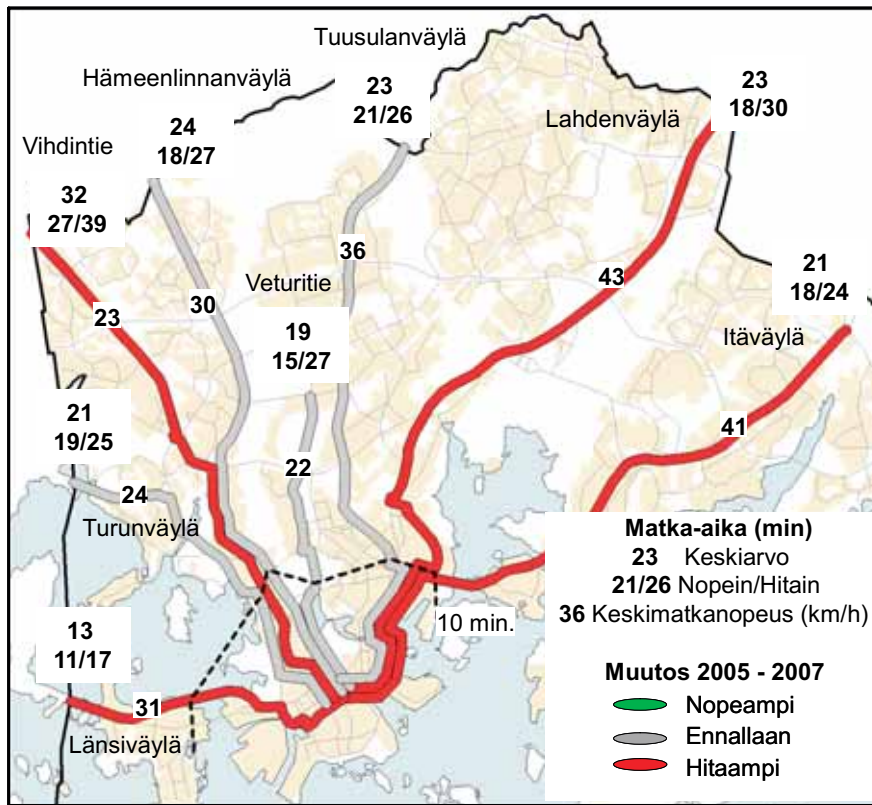 Tuusulanväylä
23
21/26
Hämeenlinnanväylä
24
18/27
Lahdenväylä
23
18/30
Vihdintie
32
27/39
36
Veturitie
19
15/27
43
21
18/24
Itäväylä
23
30
41
21
19/25
24
Turunväylä
22
10 min.
13
11/17
31
Länsiväylä
Matka-aika (min)
23 Keskiarvo
21/26 Nopein/Hitain
36 Keskimatkanopeus (km/h)
Muutos 2005 - 2007
Nopeampi
Ennallaan
Hitaampi